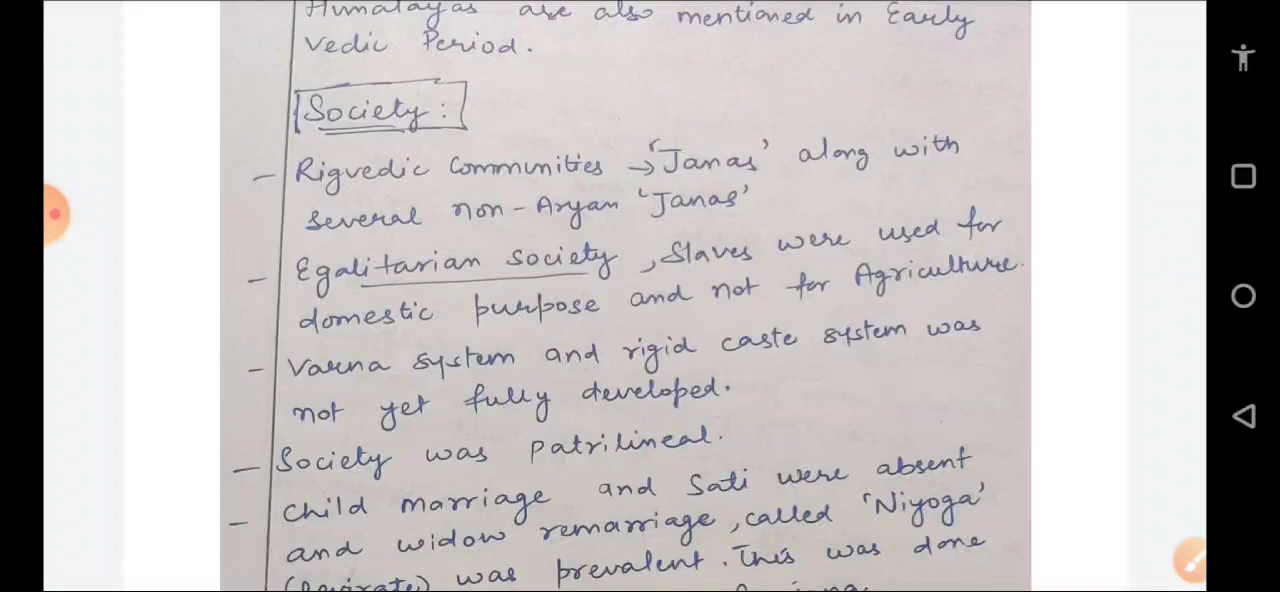 Himalayas are also mentioned in Early
Vedic Period.
Society:
- Rigvedic Communities → 'Janas' along with
several non-Aryan 'Janas'
- Egalitarian society, Slaves were used for
domestic purpose and not for Agriculture.
- Varna system and rigid caste system was
not yet fully developed.
- Society was patrilineal.
- Child marriage and Sati were absent
and widow remarriage, called 'Niyoga'
(Levirate) was prevalent. This was done